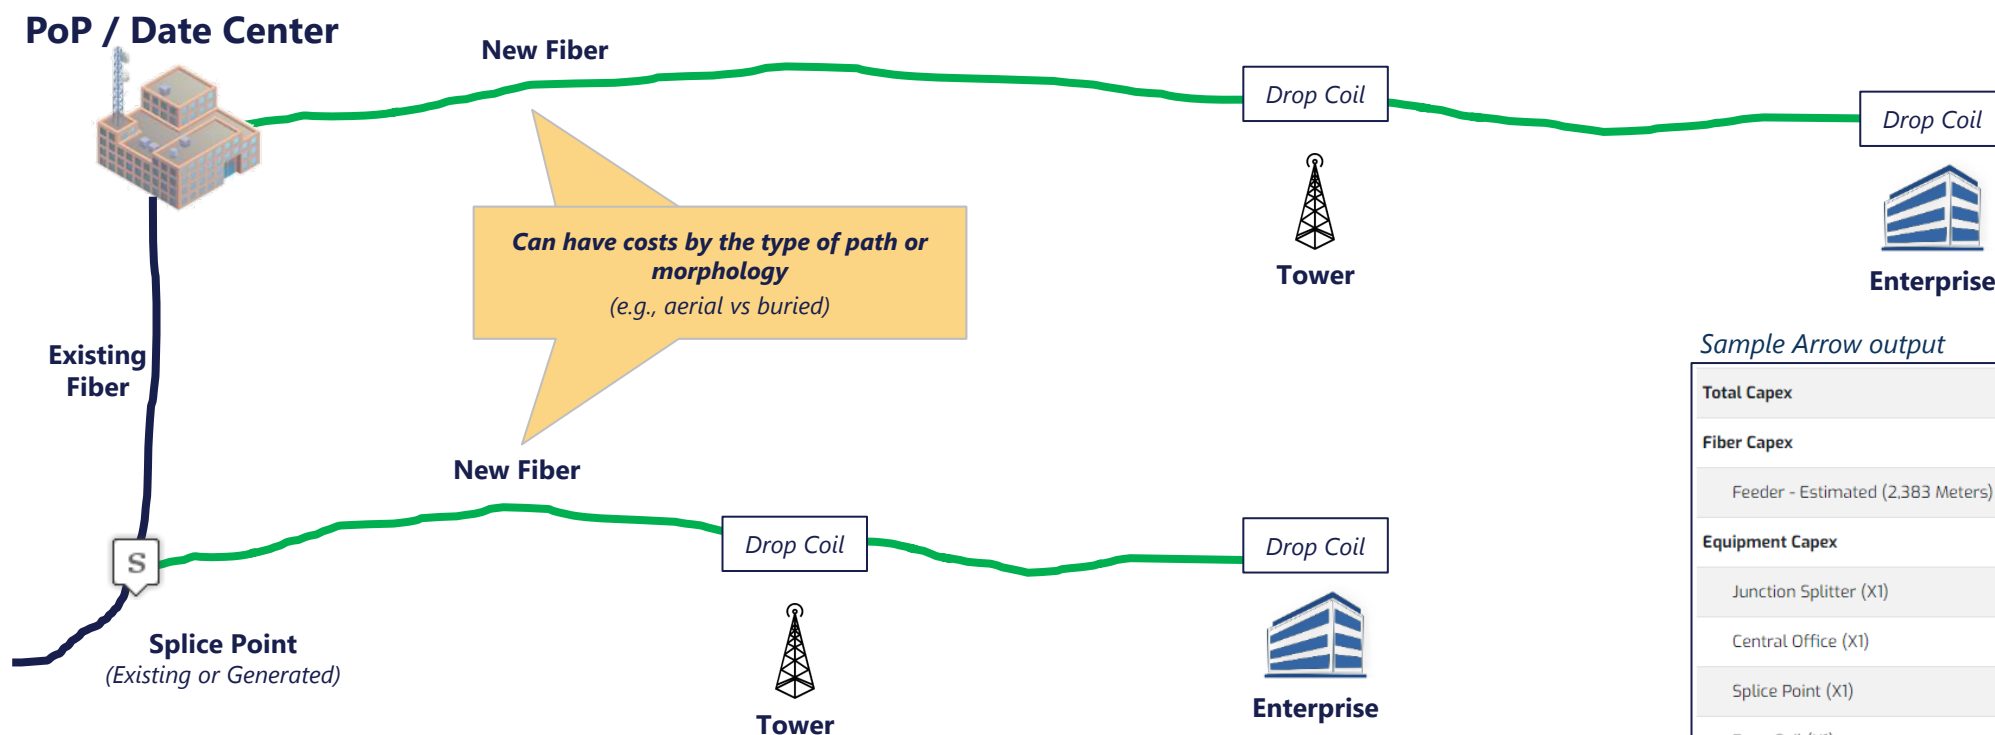 PoP / Date Center
New Fiber
Drop Coil
Drop Coil
Can have costs by the type of path or
morphology
(e.g., aerial vs buried)
Tower
Enterprise
Existing
Fiber
Sample Arrow output
Total Capex
Fiber Capex
Feeder - Estimated (2,383 Meters)
Equipment Capex
Junction Splitter (X1)
Central Office (X1)
Splice Point (X1)
New Fiber
Drop Coil
Drop Coil
S
Splice Point
(Existing or Generated)
Tower
Enterprise